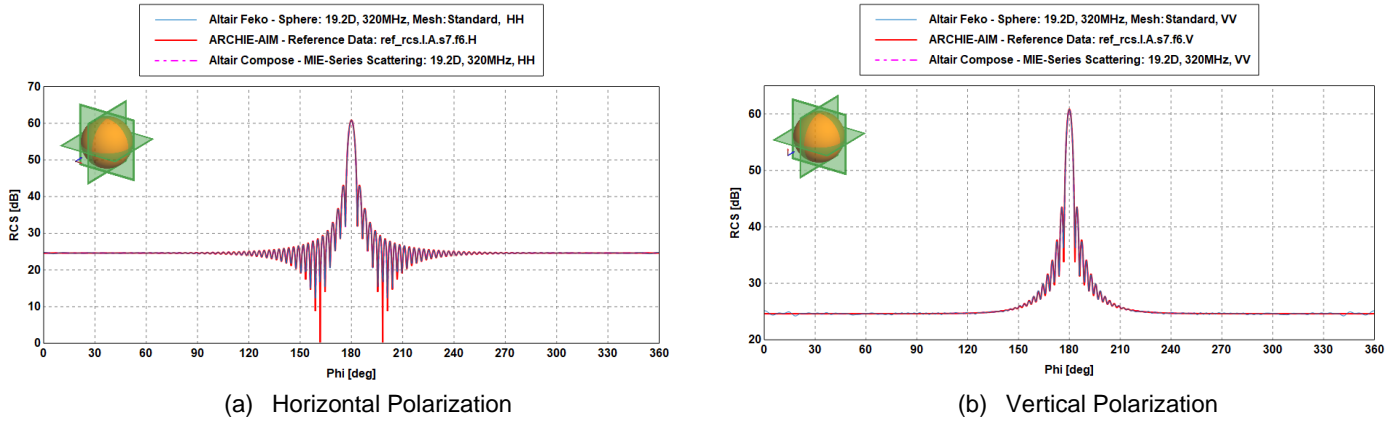 Altair Feko - Sphere: 19.2D, 320MHz, Mesh:Standard, HH
ARCHIE-AIM - Reference Data: ref_rcs.I.A.s7.f6.H
Altair Compose - MIE-Series Scattering: 19.2D, 320MHz, HH
RCS [dB]
70
60
50
40
30
20
10
0
0 30 60 90 120 150 180 210 240 270 300 330 360
Phi [deg]
(a) Horizontal Polarization
Altair Feko - Sphere: 19.2D, 320MHz, Mesh:Standard, VV
ARCHIE-AIM - Reference Data: ref_rcs.I.A.s7.f6.V
Altair Compose - MIE-Series Scattering: 19.2D, 320MHz, VV
RCS [dB]
60
50
40
30
20
0 30 60 90 120 150 180 210 240 270 300 330 360
Phi [deg]
(b) Vertical Polarization